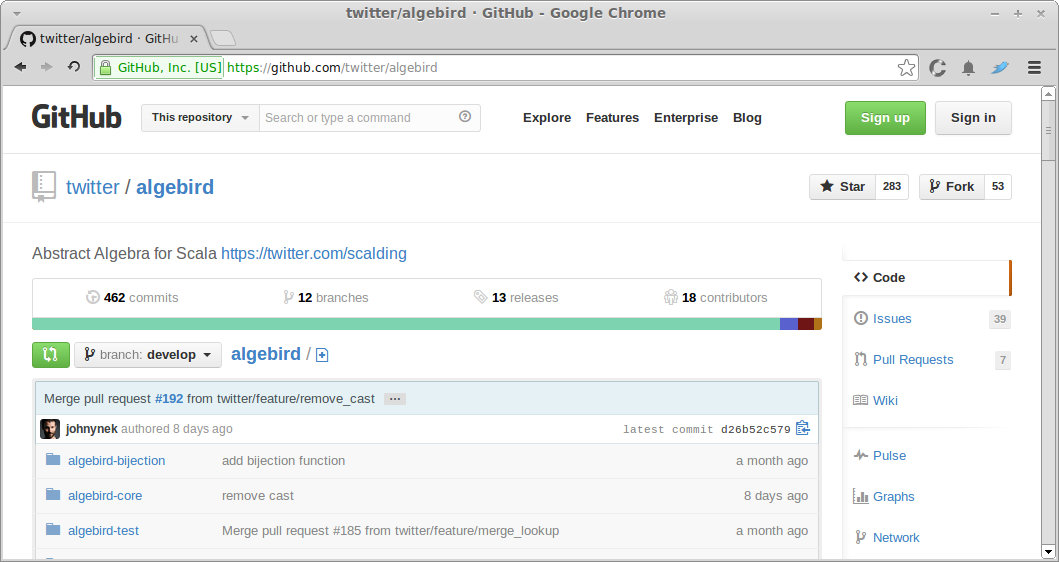 twitter/algebird · GitHub - Google Chrome
twitter/algebird · GitHu
GitHub, Inc. [US] https://github.com/twitter/algebird
GitHub This repository Search or type a command Explore Features Enterprise Blog Sign up Sign in
twitter / algebird Star 283 Fork 53
Abstract Algebra for Scala https://twitter.com/scalding
462 commits 12 branches 13 releases 18 contributors
branch: develop algebird /
Merge pull request #192 from twitter/feature/remove_cast ...
johnynek authored 8 days ago latest commit d26b52c579
algebird-bijection add bijection function a month ago
algebird-core remove cast 8 days ago
algebird-test Merge pull request #185 from twitter/feature/merge_lookup a month ago
Code
Issues 39
Pull Requests 7
Wiki
Pulse
Graphs
Network